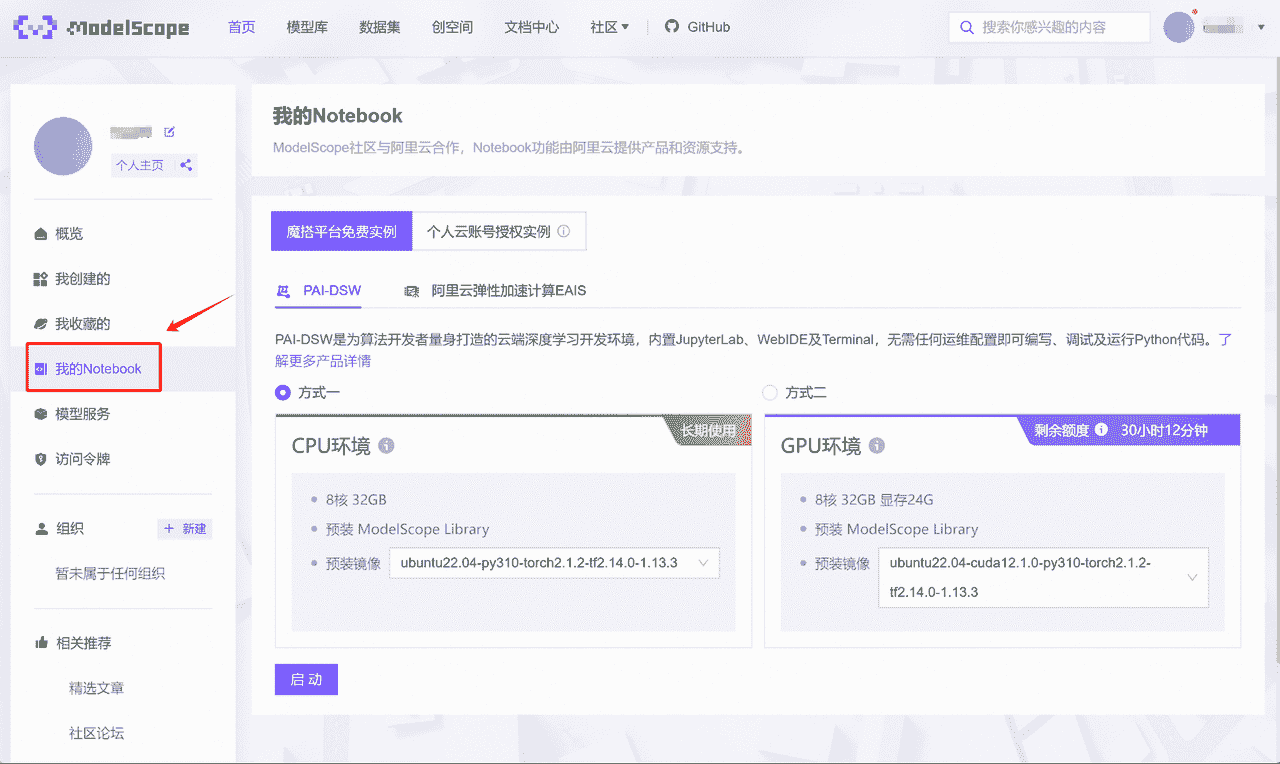 ModelScope 首页 模型库 数据集 创空间 文档中心 社区 GitHub 搜索你感兴趣的内容
个人主页
概览
我创建的
我收藏的
我的Notebook
模型服务
访问令牌
组织 + 新建
暂未属于任何组织
相关推荐
精选文章
社区论坛
我的Notebook
ModelScope社区与阿里云合作，Notebook功能由阿里云提供产品和资源支持。
魔搭平台免费实例 个人云账号授权实例
PAI-DSW 阿里云弹性加速计算EAIS
PAI-DSW是为算法开发者量身打造的云端深度学习开发环境，内置JupyterLab、WebIDE及Terminal，无需任何运维配置即可编写、调试及运行Python代码。了
解更多产品详情
方式一
长期使用
CPU环境
8核 32GB
预装 ModelScope Library
预装镜像 ubuntu22.04-py310-torch2.1.2-tf2.14.0-1.13.3
方式二
剩余额度 30小时12分钟
GPU环境
8核 32GB 显存24G
预装 ModelScope Library
预装镜像 ubuntu22.04-cuda12.1.0-py310-torch2.1.2-
tf2.14.0-1.13.3
启动